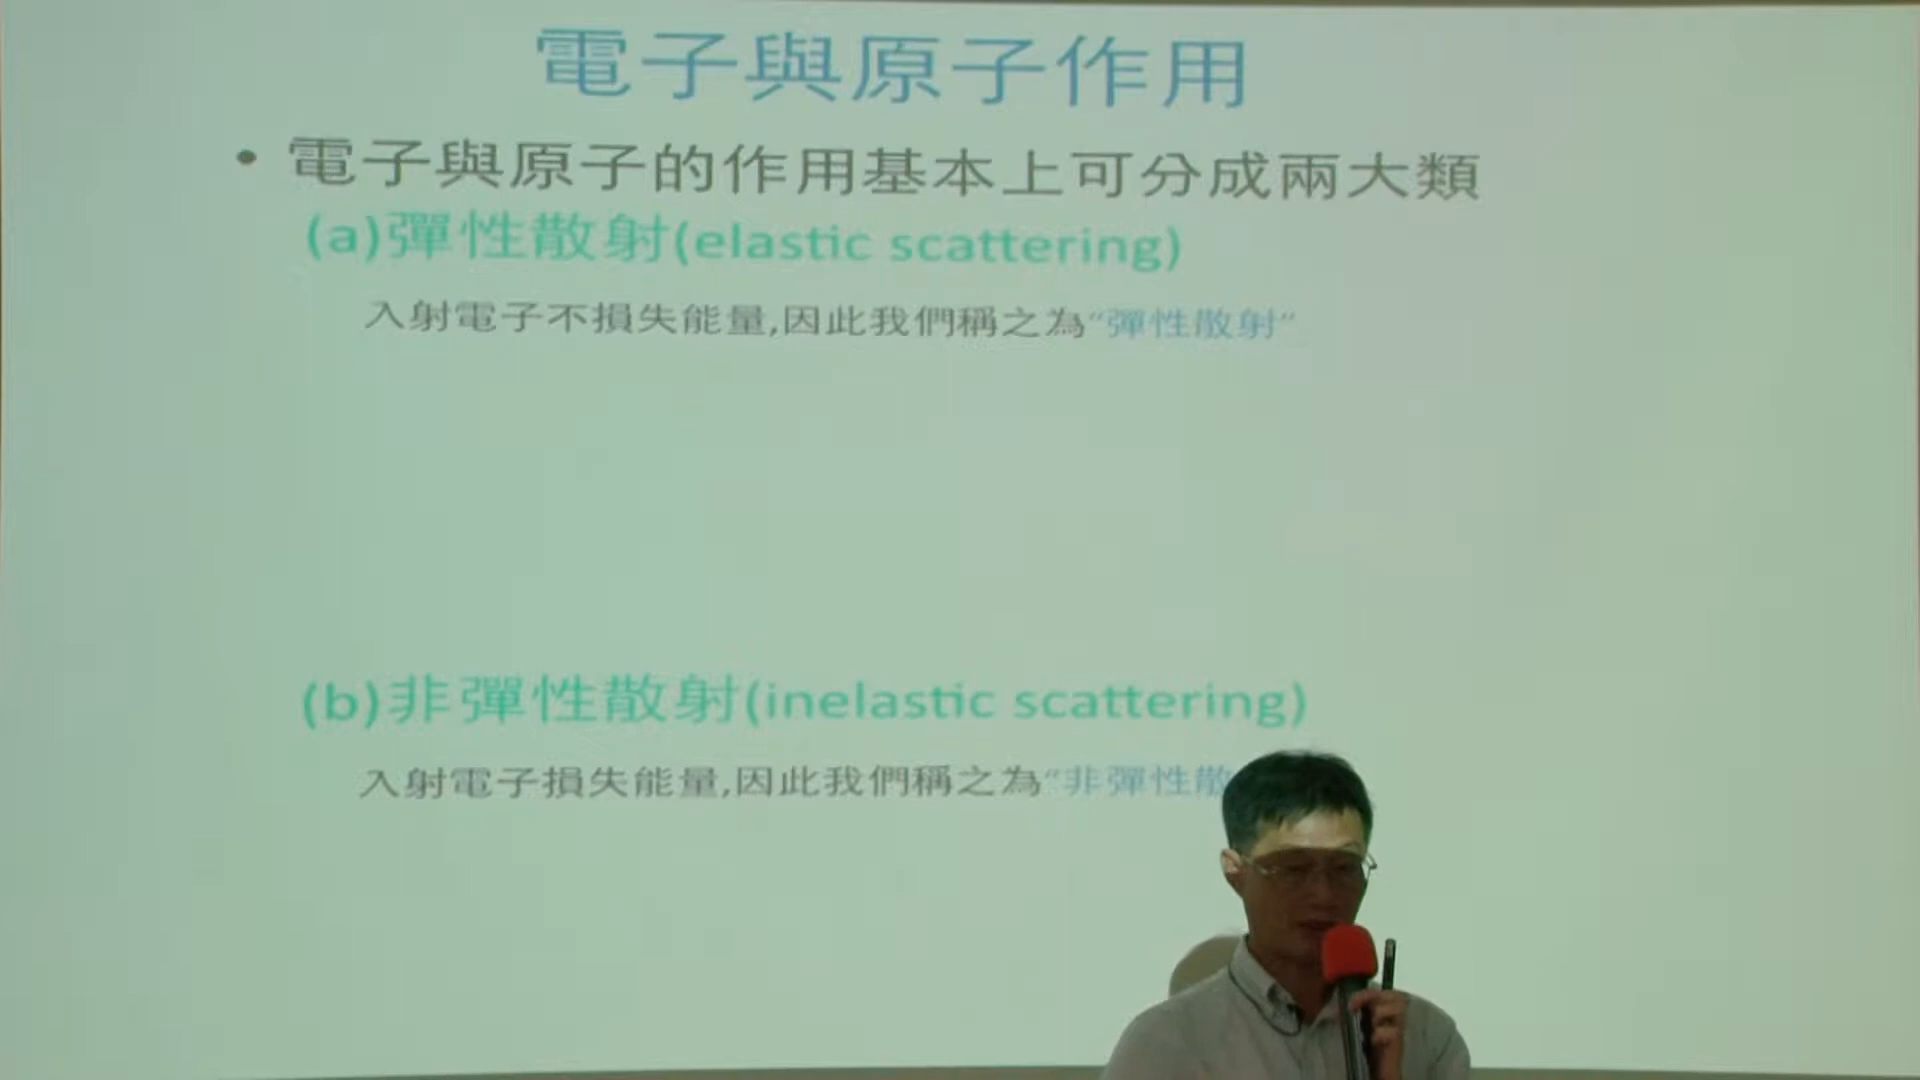 電子與原子作用
• 電子與原子的作用基本上可分成兩大類
(a)彈性散射(elastic scattering)
入射電子不損失能量,因此我們稱之為“彈性散射”
(b)非彈性散射(inelastic scattering)
入射電子損失能量,因此我們稱之為“非彈性散